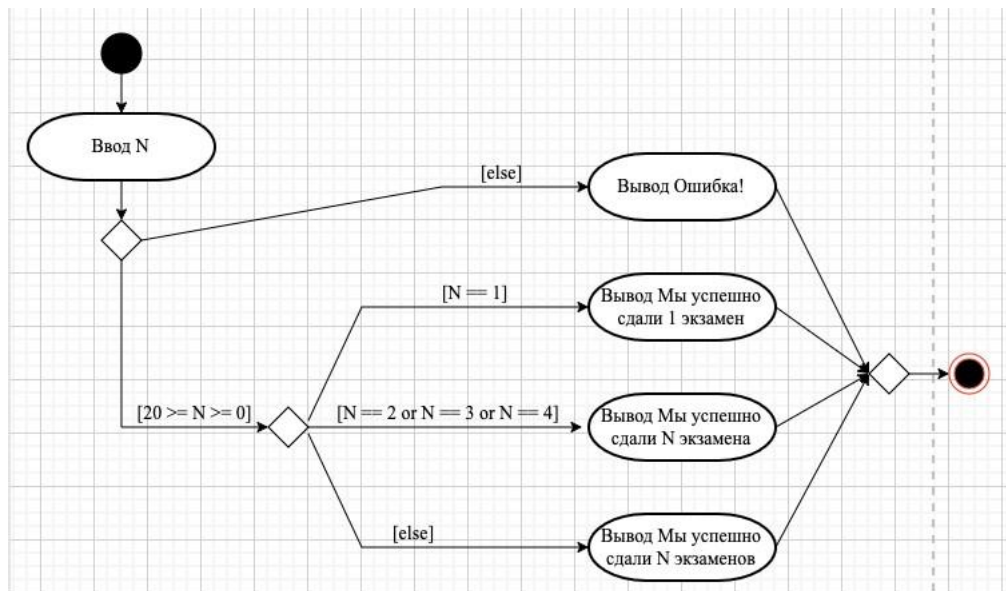 Ввод N
[else]
Вывод Ошибка!
[N == 1]
Вывод Мы успешно
сдали 1 экзамен
[20 >= N >= 0]
[N == 2 or N == 3 or N == 4]
Вывод Мы успешно
сдали N экзамена
[else]
Вывод Мы успешно
сдали N экзаменов